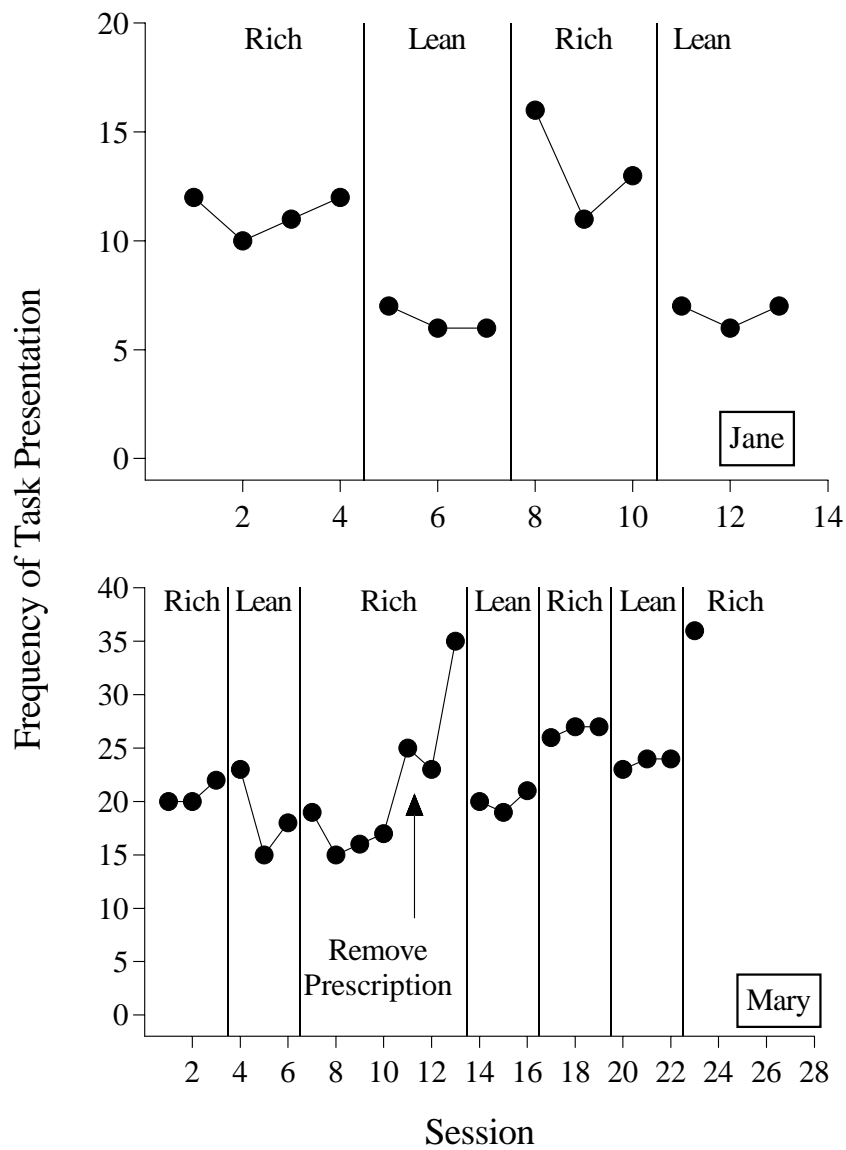 Frequency of Task Presentation
20
15
10
5
0
Rich Lean Rich Lean
Jane
2 4 6 8 10 12 14
40
35
30
25
20
15
10
5
0
Rich Lean Rich Lean Rich Lean Rich
Remove
Prescription
Mary
2 4 6 8 10 12 14 16 18 20 22 24 26 28
Session